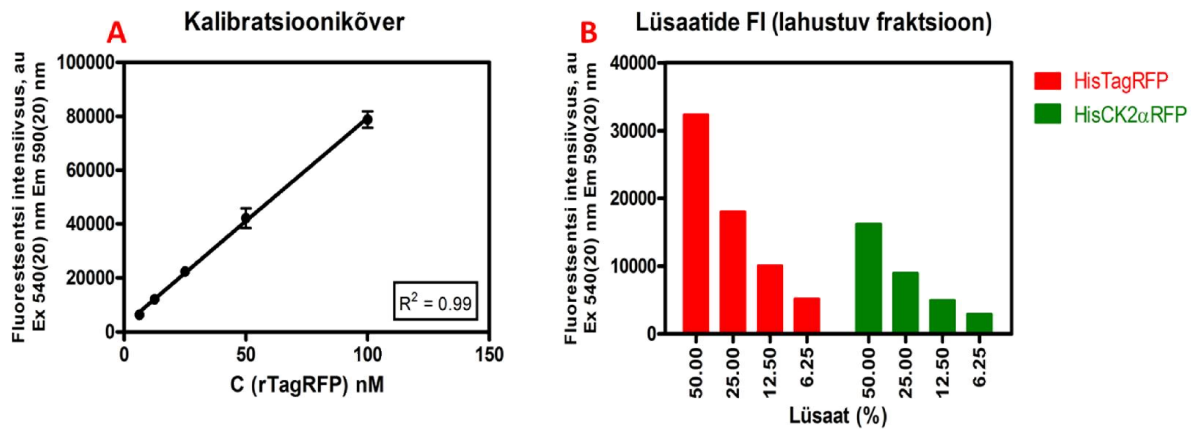 A
Kalibratsioonikõver
Fluorestsentsi intensiivsus, au
Ex 540(20) nm Em 590(20) nm
100000
80000
60000
40000
20000
0
R² = 0.99
0
50
100
150
C (rTagRFP) nM
B
Lüsaatide FI (lahustuv fraktsioon)
Fluorestsentsi intensiivsus, au
Ex 540(20) nm Em 590(20) nm
40000
30000
20000
10000
0
50.00
25.00
12.50
6.25
50.00
25.00
12.50
6.25
Lüsaat (%)
HisTagRFP
HisCK2αRFP